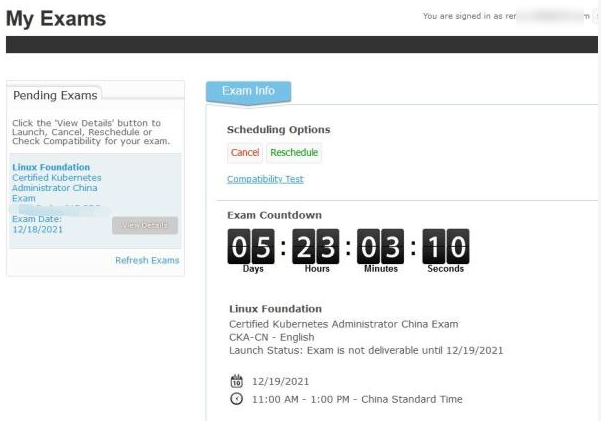 My Exams
You are signed in as
Pending Exams
Click the 'View Details' button to
Launch, Cancel, Reschedule or
Check Compatibility for your exam.
Linux Foundation
Certified Kubernetes
Administrator China
Exam
Exam Date:
12/18/2021
View Details
Refresh Exams
Exam Info
Scheduling Options
Cancel Reschedule
Compatibility Test
Exam Countdown
05 : 23 : 03 : 10
Days Hours Minutes Seconds
Linux Foundation
Certified Kubernetes Administrator China Exam
CKA-CN - English
Launch Status: Exam is not deliverable until 12/19/2021
12/19/2021
11:00 AM - 1:00 PM - China Standard Time